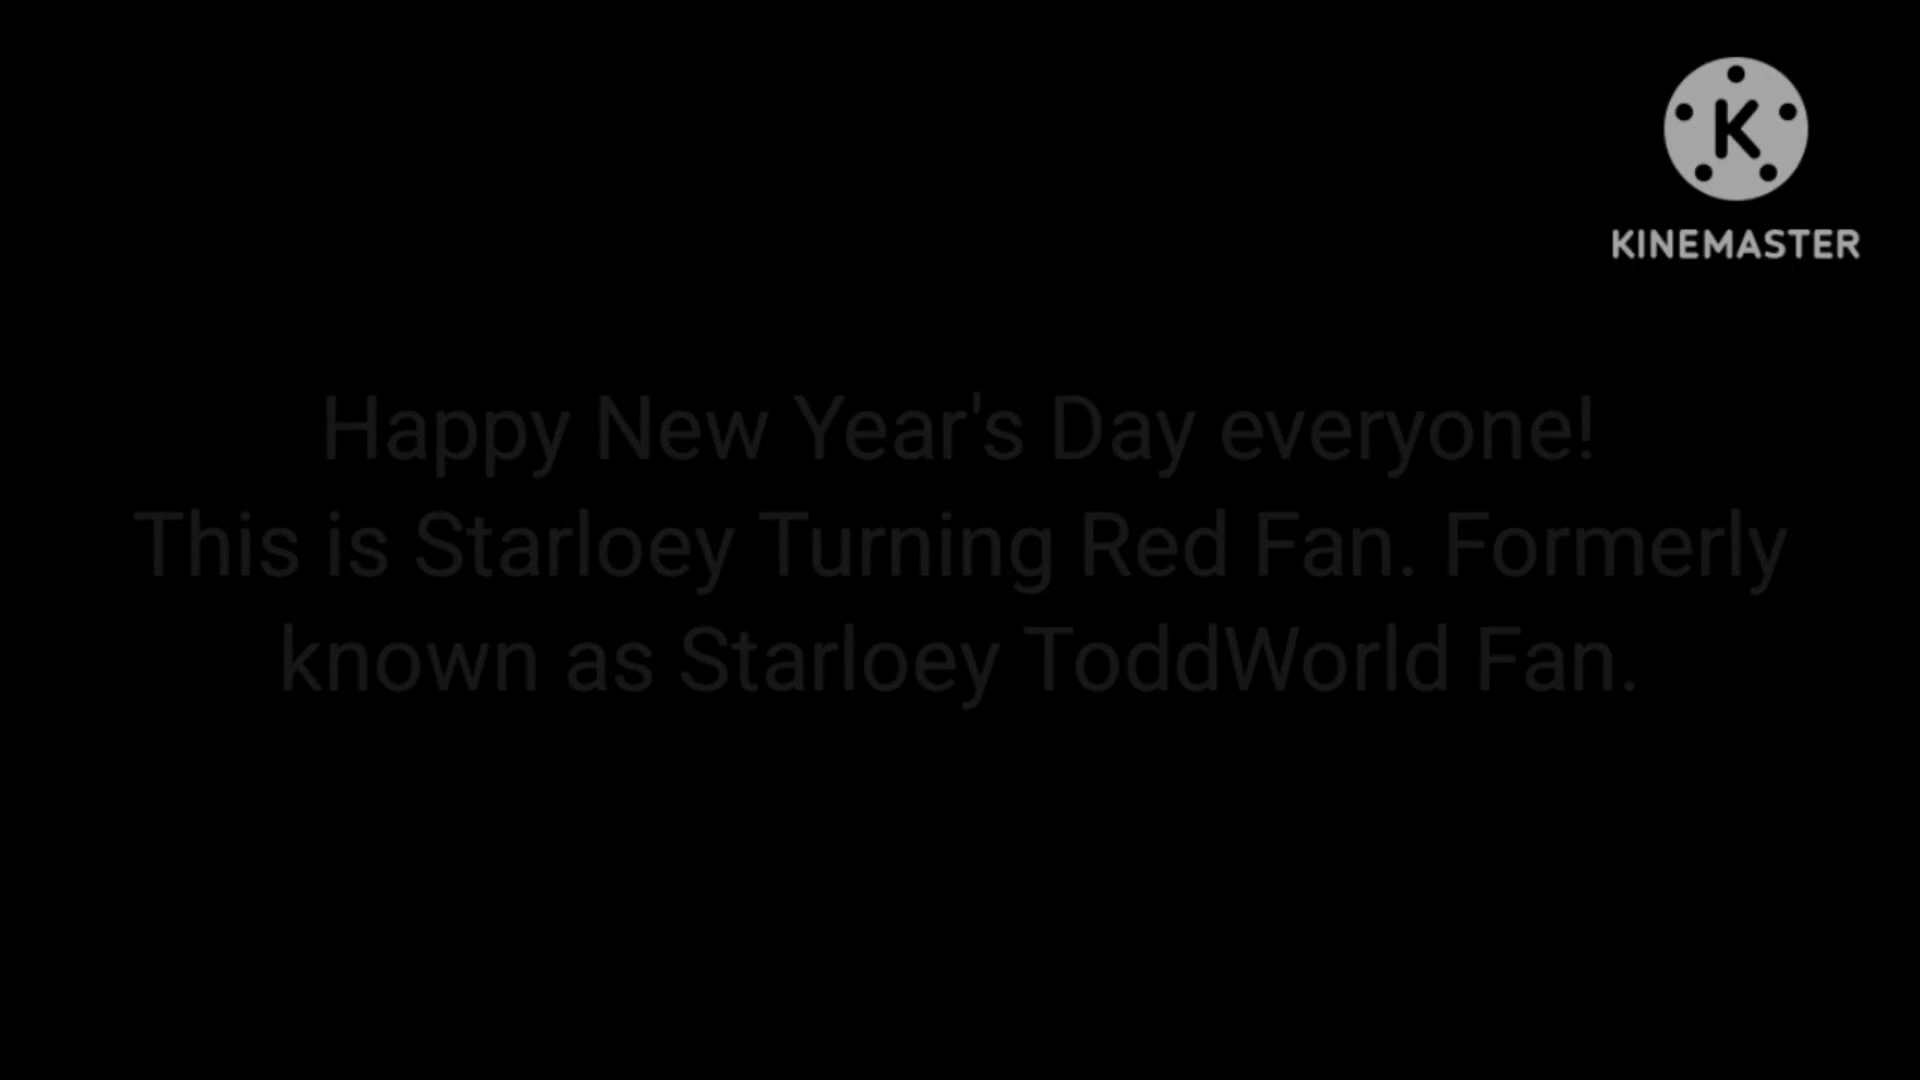 K
KINEMASTER
Happy New Year's Day everyone!
This is Starloey Turning Red Fan. Formerly
known as Starloey ToddWorld Fan.